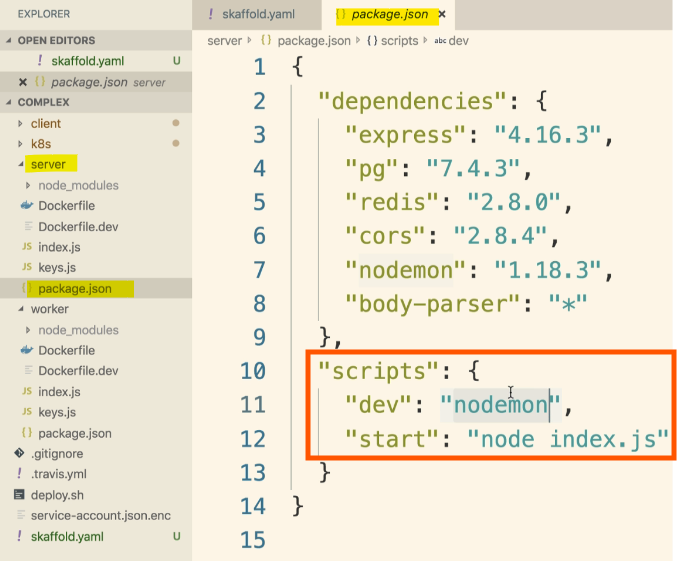 EXPLORER
OPEN EDITORS
! skaffold.yaml U
× {} package.json server
COMPLEX
client
k8s
server
node_modules
Dockerfile
Dockerfile.dev
JS index.js
JS keys.js
{} package.json
worker
node_modules
Dockerfile
Dockerfile.dev
JS index.js
JS keys.js
{} package.json
.gitignore
! .travis.yml
deploy.sh
service-account.json.enc
! skaffold.yaml U
! skaffold.yaml {} package.json ×
server {} package.json {} scripts abc dev
1 {
2 "dependencies": {
3 "express": "4.16.3",
4 "pg": "7.4.3",
5 "redis": "2.8.0",
6 "cors": "2.8.4",
7 "nodemon": "1.18.3",
8 "body-parser": "*"
9 },
10 "scripts": {
11 "dev": "nodemon",
12 "start": "node index.js"
13 }
14 }
15